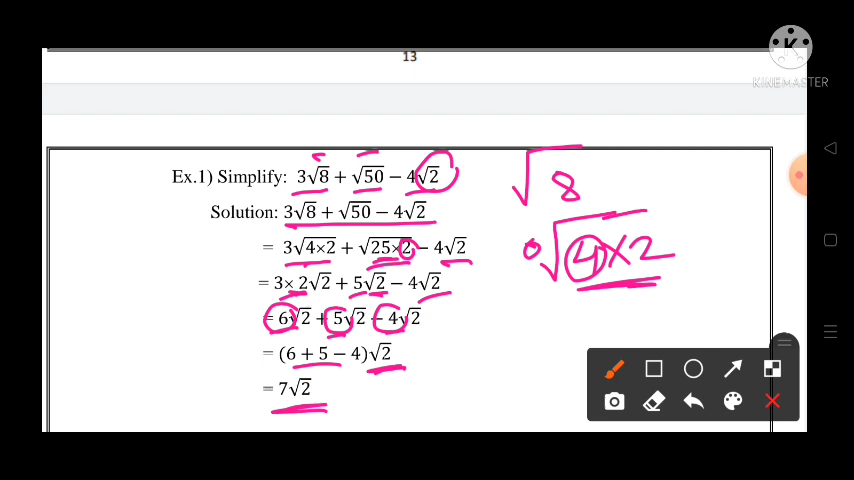 13
K
KINEMASTER
Ex.1) Simplify: 3√8 + √50 − 4√2
Solution: 3√8 + √50 − 4√2
= 3√4×2 + √25×2 − 4√2
= 3× 2√2 + 5√2 − 4√2
= 6√2 + 5√2 − 4√2
= (6 + 5 − 4)√2
= 7√2
√8
√4×2